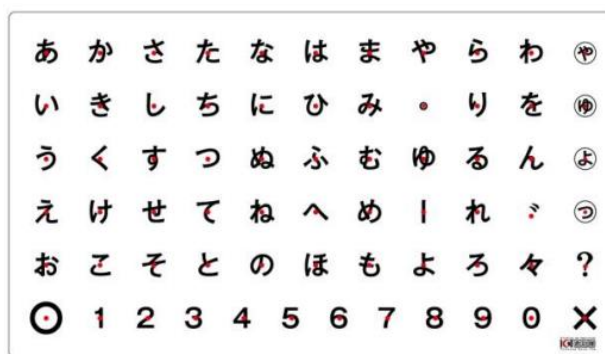 あ か さ た な は ま や ら わ ゃ
い き し ち に ひ み ・ り を ゅ
う く す つ ぬ ふ む ゆ る ん ょ
え け せ て ね へ め ー れ ゛ っ
お こ そ と の ほ も よ ろ 々 ?
○ 1 2 3 4 5 6 7 8 9 0 ×